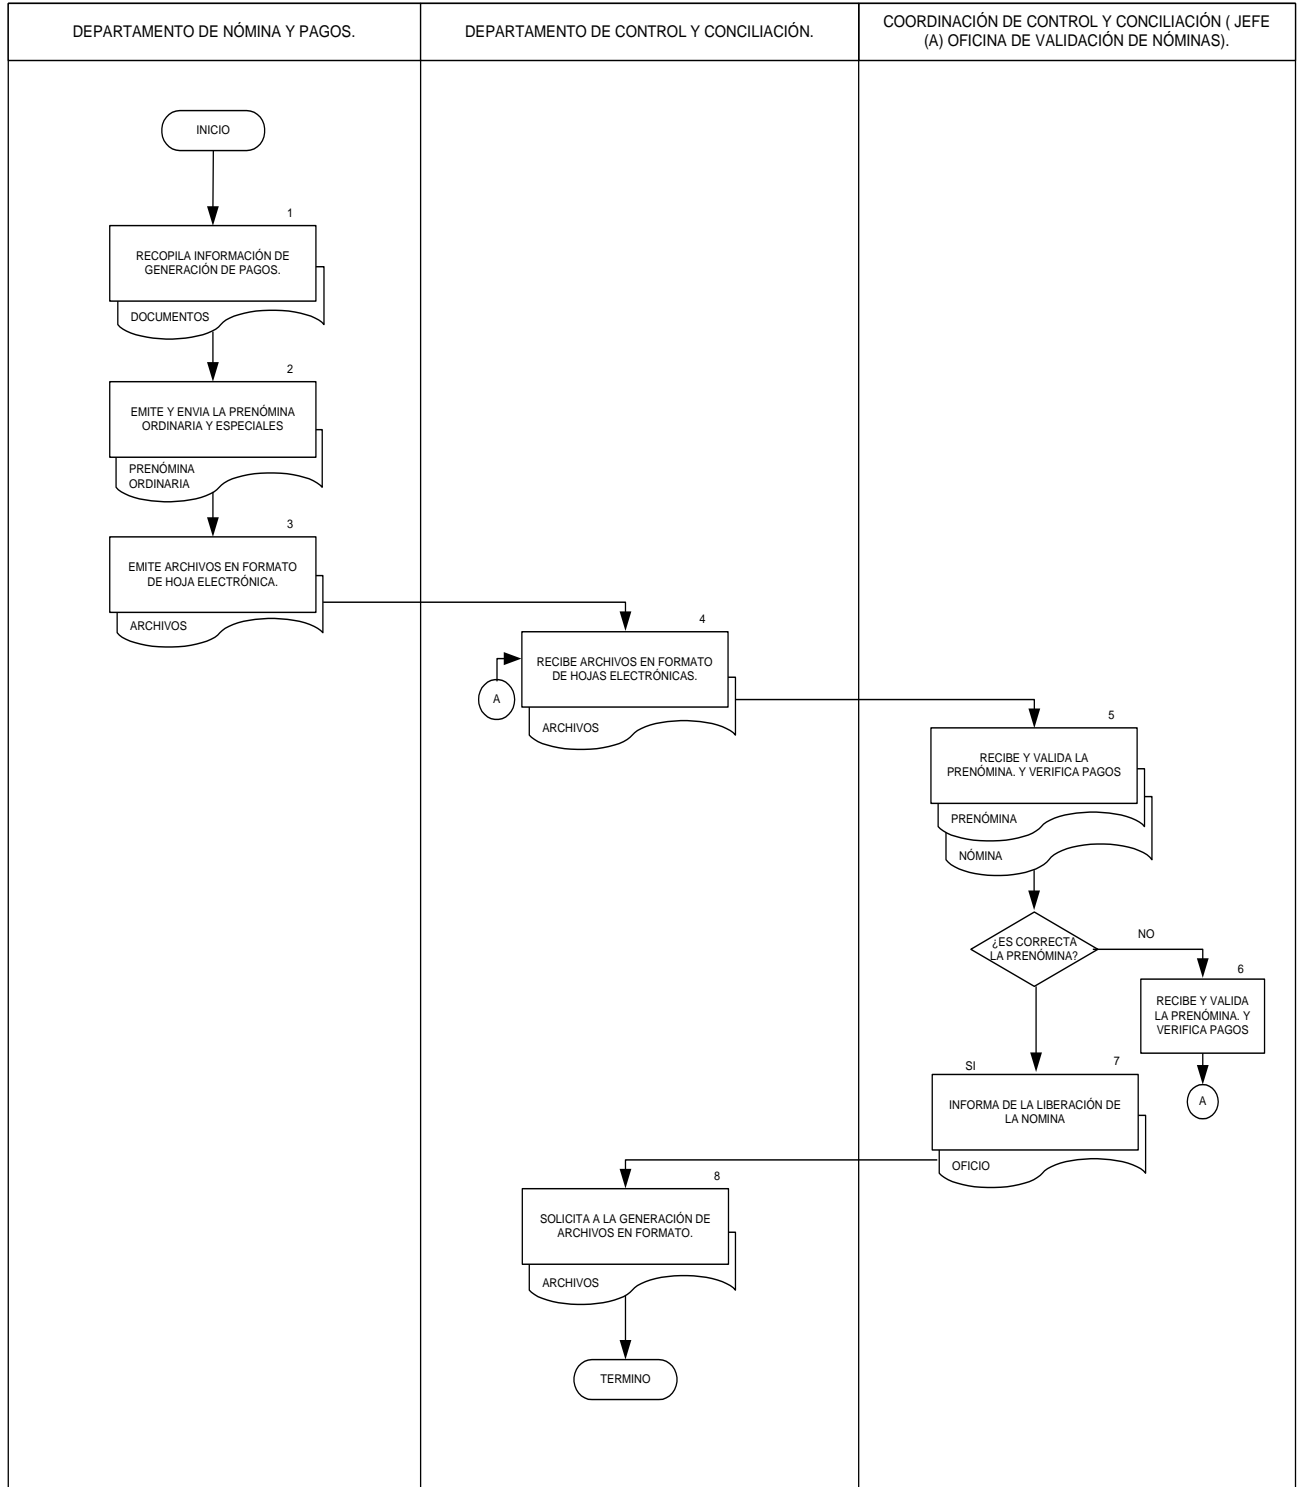 DEPARTAMENTO DE NÓMINA Y PAGOS.
DEPARTAMENTO DE CONTROL Y CONCILIACIÓN.
COORDINACIÓN DE CONTROL Y CONCILIACIÓN ( JEFE
(A) OFICINA DE VALIDACIÓN DE NÓMINAS).
INICIO
1
RECOPILA INFORMACIÓN DE
GENERACIÓN DE PAGOS.
DOCUMENTOS
2
EMITE Y ENVIA LA PRENÓMINA
ORDINARIA Y ESPECIALES
PRENÓMINA
ORDINARIA
3
EMITE ARCHIVOS EN FORMATO
DE HOJA ELECTRÓNICA.
ARCHIVOS
4
RECIBE ARCHIVOS EN FORMATO
DE HOJAS ELECTRÓNICAS.
A
ARCHIVOS
5
RECIBE Y VALIDA LA
PRENÓMINA. Y VERIFICA PAGOS
PRENÓMINA
NÓMINA
¿ES CORRECTA
LA PRENÓMINA?
NO
6
RECIBE Y VALIDA
LA PRENÓMINA. Y
VERIFICA PAGOS
A
SI
7
INFORMA DE LA LIBERACIÓN DE
LA NOMINA
OFICIO
8
SOLICITA A LA GENERACIÓN DE
ARCHIVOS EN FORMATO.
ARCHIVOS
TERMINO